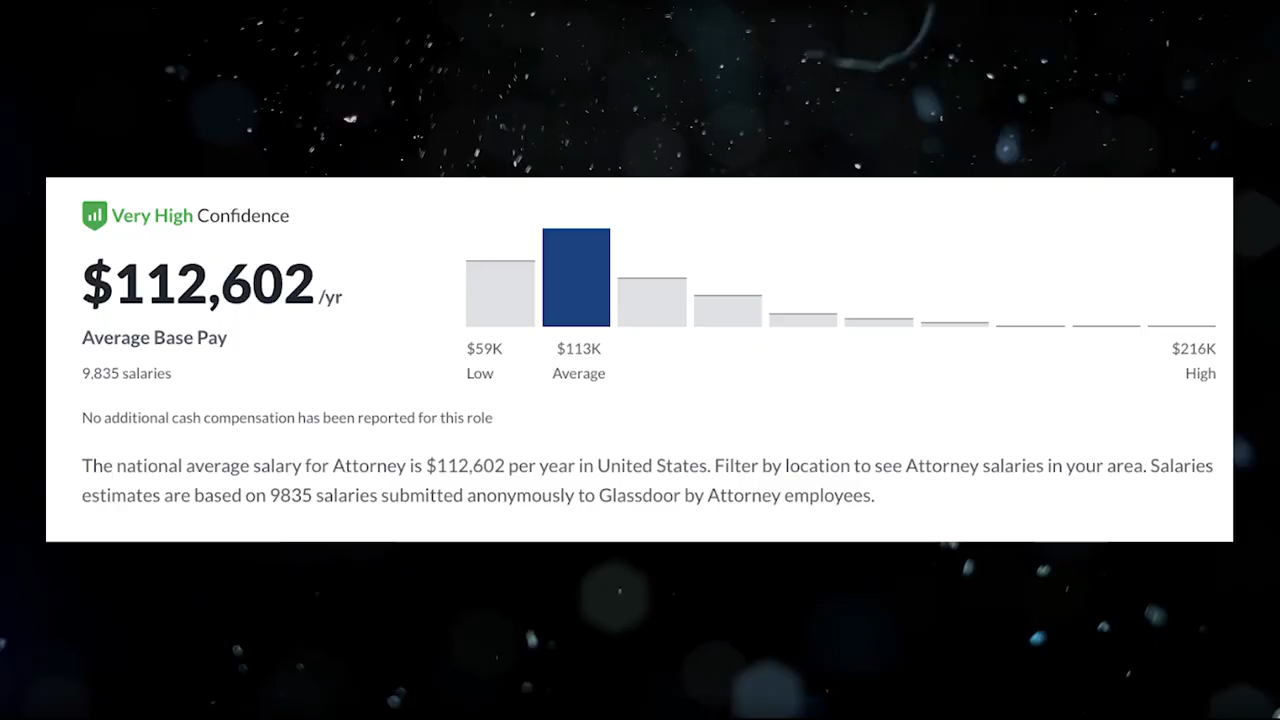 Very High Confidence
$112,602 /yr
Average Base Pay
9,835 salaries
$59K
Low
$113K
Average
$216K
High
No additional cash compensation has been reported for this role
The national average salary for Attorney is $112,602 per year in United States. Filter by location to see Attorney salaries in your area. Salaries
estimates are based on 9835 salaries submitted anonymously to Glassdoor by Attorney employees.